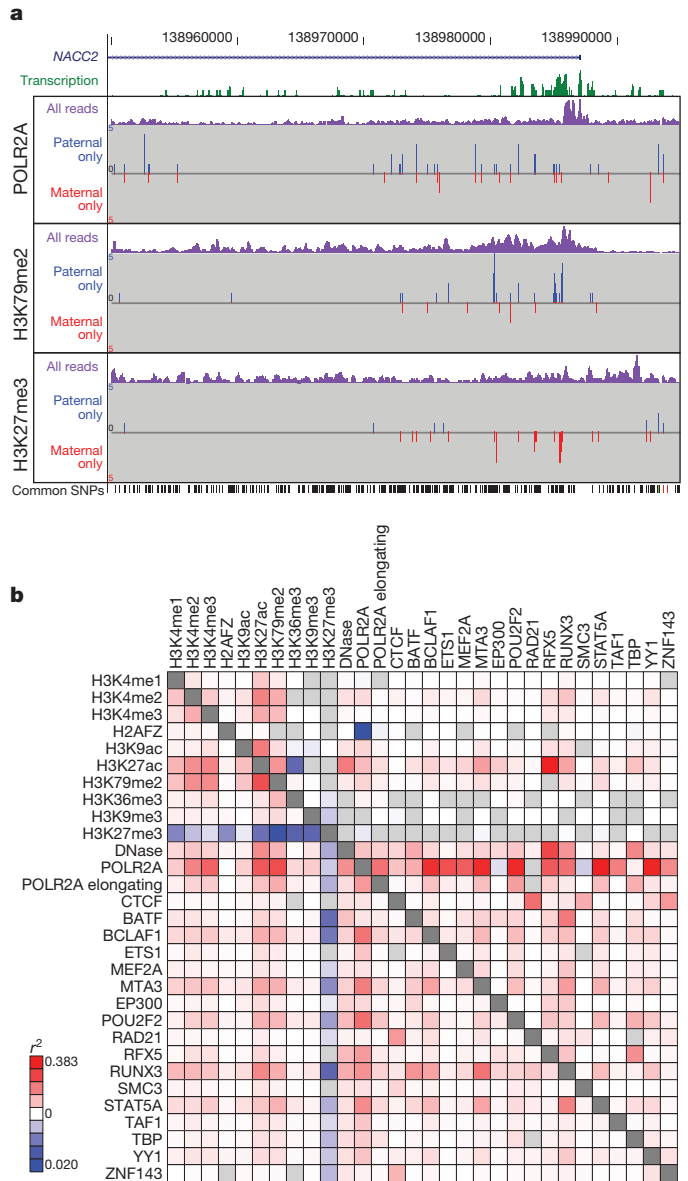 a
138960000 138970000 138980000 138990000
NACC2
Transcription
POLR2A
All reads
5
Paternal
only
0
Maternal
only
5
H3K79me2
All reads
5
Paternal
only
0
Maternal
only
5
H3K27me3
All reads
5
Paternal
only
0
Maternal
only
5
Common SNPs
b
H3K4me1 H3K4me2 H3K4me3 H2AFZ H3K9ac H3K27ac H3K79me2 H3K36me3 H3K9me3 H3K27me3 DNase POLR2A POLR2A elongating CTCF BATF BCLAF1 ETS1 MEF2A MTA3 EP300 POU2F2 RAD21 RFX5 RUNX3 SMC3 STAT5A TAF1 TBP YY1 ZNF143
H3K4me1
H3K4me2
H3K4me3
H2AFZ
H3K9ac
H3K27ac
H3K79me2
H3K36me3
H3K9me3
H3K27me3
DNase
POLR2A
POLR2A elongating
CTCF
BATF
BCLAF1
ETS1
MEF2A
MTA3
EP300
POU2F2
RAD21
RFX5
RUNX3
SMC3
STAT5A
TAF1
TBP
YY1
ZNF143
r²
0.383
0
0.020